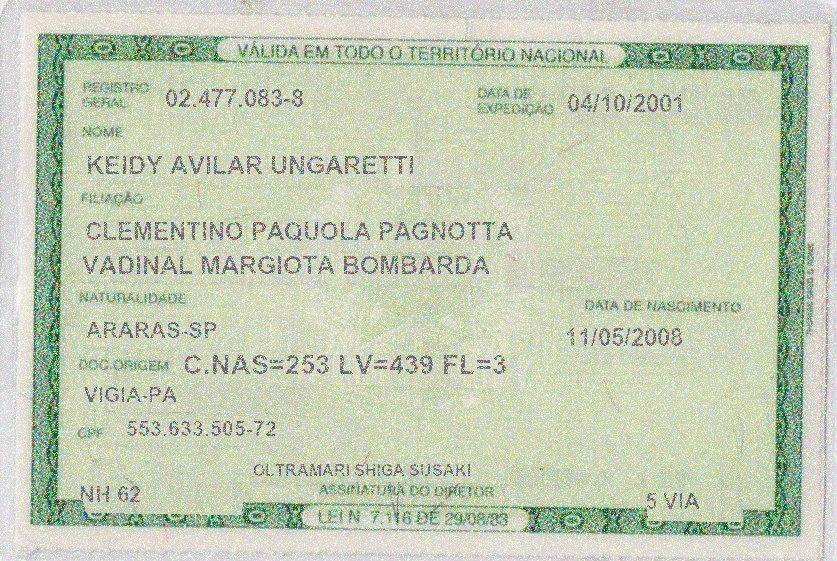 VÁLIDA EM TODO O TERRITÓRIO NACIONAL
REGISTRO GERAL 02.477.083-8 DATA DE EXPEDIÇÃO 04/10/2001
NOME
KEIDY AVILAR UNGARETTI
FILIAÇÃO
CLEMENTINO PAQUOLA PAGNOTTA
VADINAL MARGIOTA BOMBARDA
NATURALIDADE DATA DE NASCIMENTO
ARARAS-SP 11/05/2008
DOC.ORIGEM C.NAS=253 LV=439 FL=3
VIGIA-PA
CPF 553.633.505-72
OLTRAMARI SHIGA SUSAKI
NH 62 ASSINATURA DO DIRETOR 5 VIA
LEI N 7.116 DE 29/08/83